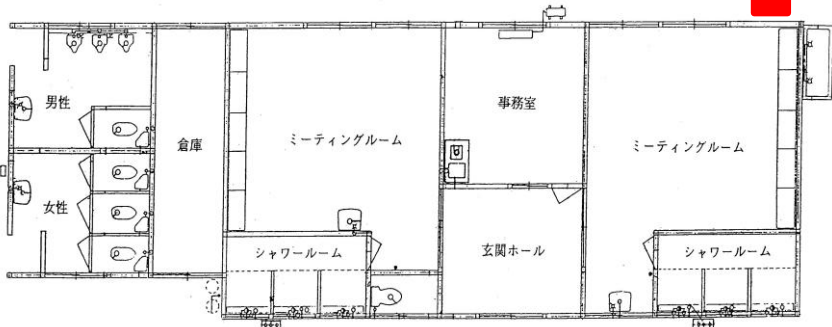 男性
女性
倉庫
ミーティングルーム
シャワールーム
事務室
玄関ホール
ミーティングルーム
シャワールーム